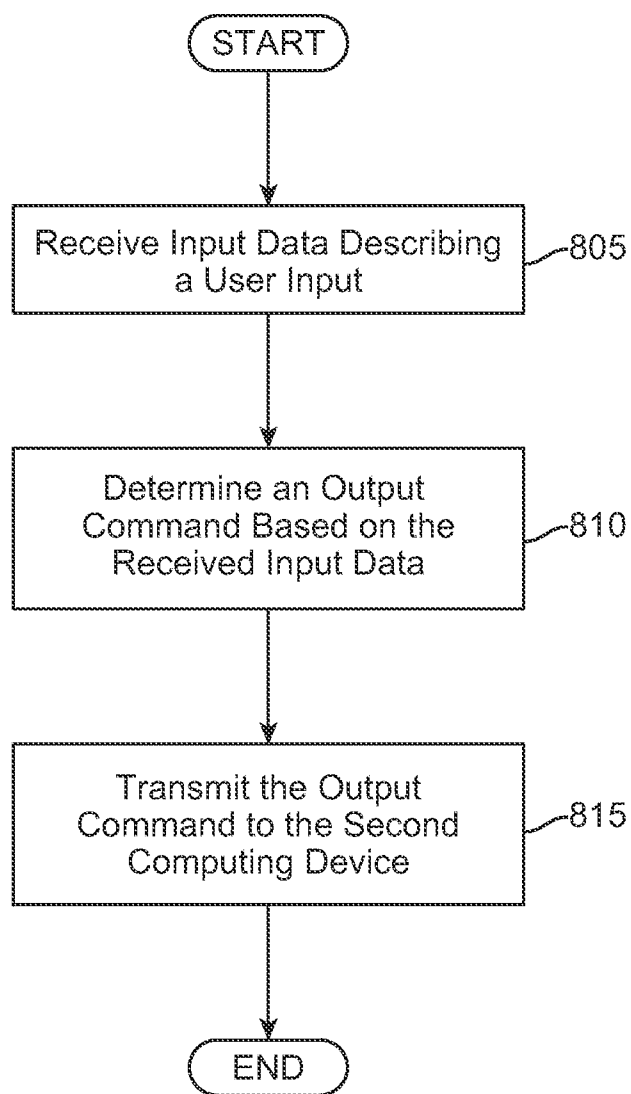 START
Receive Input Data Describing
a User Input
805
Determine an Output
Command Based on the
Received Input Data
810
Transmit the Output
Command to the Second
Computing Device
815
END